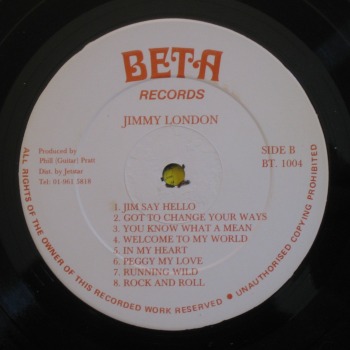 BETA
RECORDS
JIMMY LONDON
Produced by
Phill (Guitar) Pratt
Dist. by Jetstar
Tel: 01-961 5818
SIDE B
BT. 1004
1. JIM SAY HELLO
2. GOT TO CHANGE YOUR WAYS
3. YOU KNOW WHAT A MEAN
4. WELCOME TO MY WORLD
5. IN MY HEART
6. PEGGY MY LOVE
7. RUNNING WILD
8. ROCK AND ROLL
ALL RIGHTS OF THE OWNER OF THIS RECORDED WORK RESERVED ● UNAUTHORISED COPYING PROHIBITED